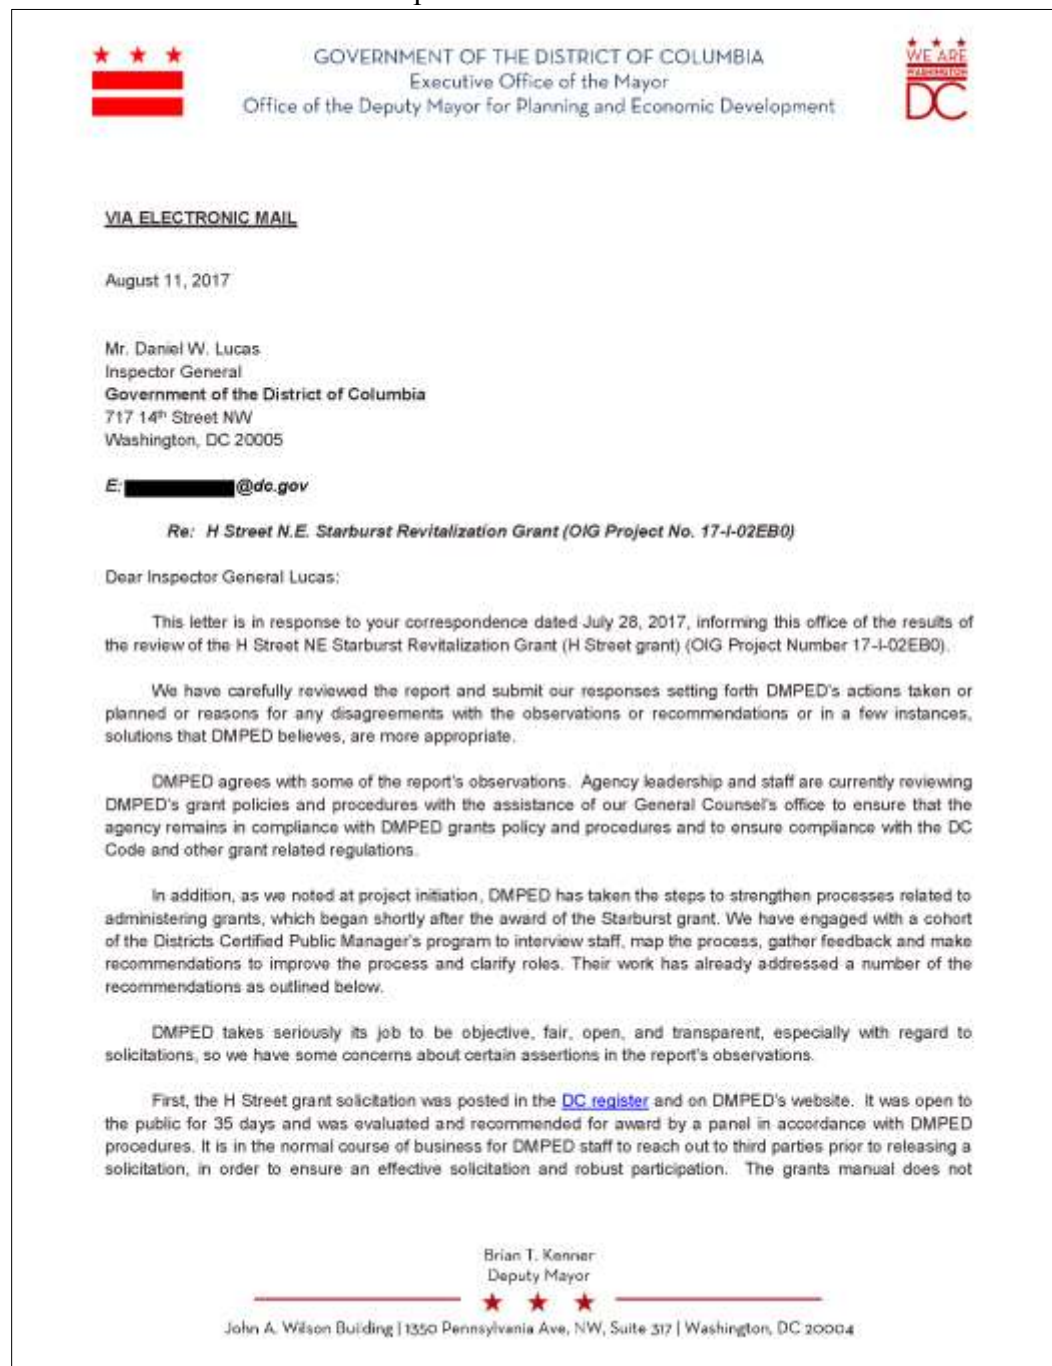 GOVERNMENT OF THE DISTRICT OF COLUMBIA
Executive Office of the Mayor
Office of the Deputy Mayor for Planning and Economic Development
WE ARE
WASHINGTON
DC
VIA ELECTRONIC MAIL
August 11, 2017
Mr. Daniel W. Lucas
Inspector General
Government of the District of Columbia
717 14th Street NW
Washington, DC 20005
E: @dc.gov
Re: H Street N.E. Starburst Revitalization Grant (OIG Project No. 17-I-02EB0)
Dear Inspector General Lucas:
This letter is in response to your correspondence dated July 28, 2017, informing this office of the results of
the review of the H Street NE Starburst Revitalization Grant (H Street grant) (OIG Project Number 17-I-02EB0).
We have carefully reviewed the report and submit our responses setting forth DMPED's actions taken or
planned or reasons for any disagreements with the observations or recommendations or in a few instances,
solutions that DMPED believes, are more appropriate.
DMPED agrees with some of the report's observations. Agency leadership and staff are currently reviewing
DMPED's grant policies and procedures with the assistance of our General Counsel's office to ensure that the
agency remains in compliance with DMPED grants policy and procedures and to ensure compliance with the DC
Code and other grant related regulations.
In addition, as we noted at project initiation, DMPED has taken the steps to strengthen processes related to
administering grants, which began shortly after the award of the Starburst grant. We have engaged with a cohort
of the Districts Certified Public Manager's program to interview staff, map the process, gather feedback and make
recommendations to improve the process and clarify roles. Their work has already addressed a number of the
recommendations as outlined below.
DMPED takes seriously its job to be objective, fair, open, and transparent, especially with regard to
solicitations, so we have some concerns about certain assertions in the report's observations.
First, the H Street grant solicitation was posted in the DC register and on DMPED's website. It was open to
the public for 35 days and was evaluated and recommended for award by a panel in accordance with DMPED
procedures. It is in the normal course of business for DMPED staff to reach out to third parties prior to releasing a
solicitation, in order to ensure an effective solicitation and robust participation. The grants manual does not
Brian T. Kenner
Deputy Mayor
John A. Wilson Building | 1350 Pennsylvania Ave, NW, Suite 317 | Washington, DC 20004